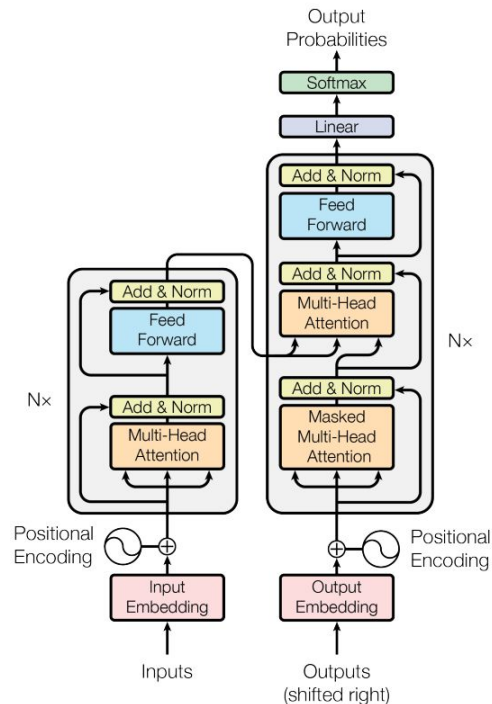 Output
Probabilities
Softmax
Linear
Add & Norm
Feed
Forward
Add & Norm
Multi-Head
Attention
Nx
Add & Norm
Masked
Multi-Head
Attention
Positional
Encoding
Output
Embedding
Outputs
(shifted right)
Add & Norm
Feed
Forward
Nx
Add & Norm
Multi-Head
Attention
Positional
Encoding
Input
Embedding
Inputs